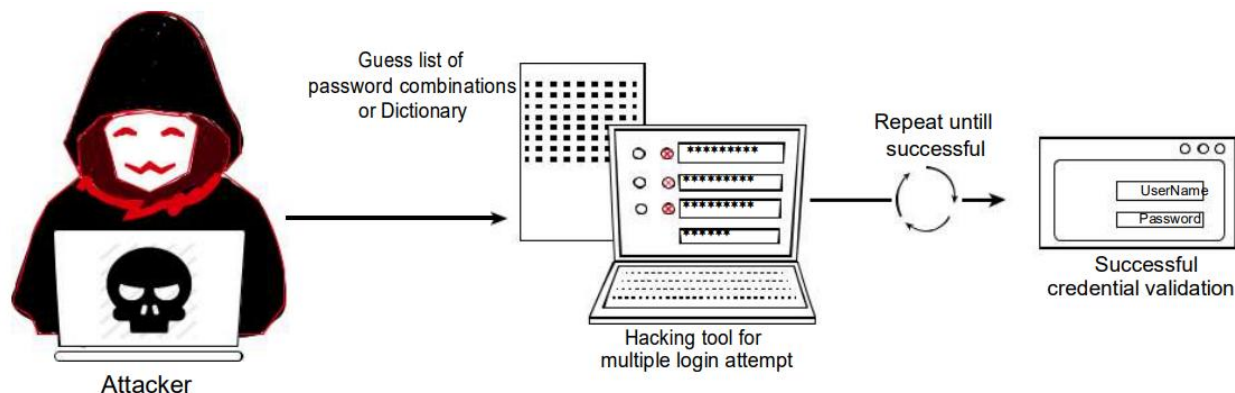 Guess list of
password combinations
or Dictionary
*********
*********
*********
******
Repeat untill
successful
UserName
Password
Successful
credential validation
Hacking tool for
multiple login attempt
Attacker